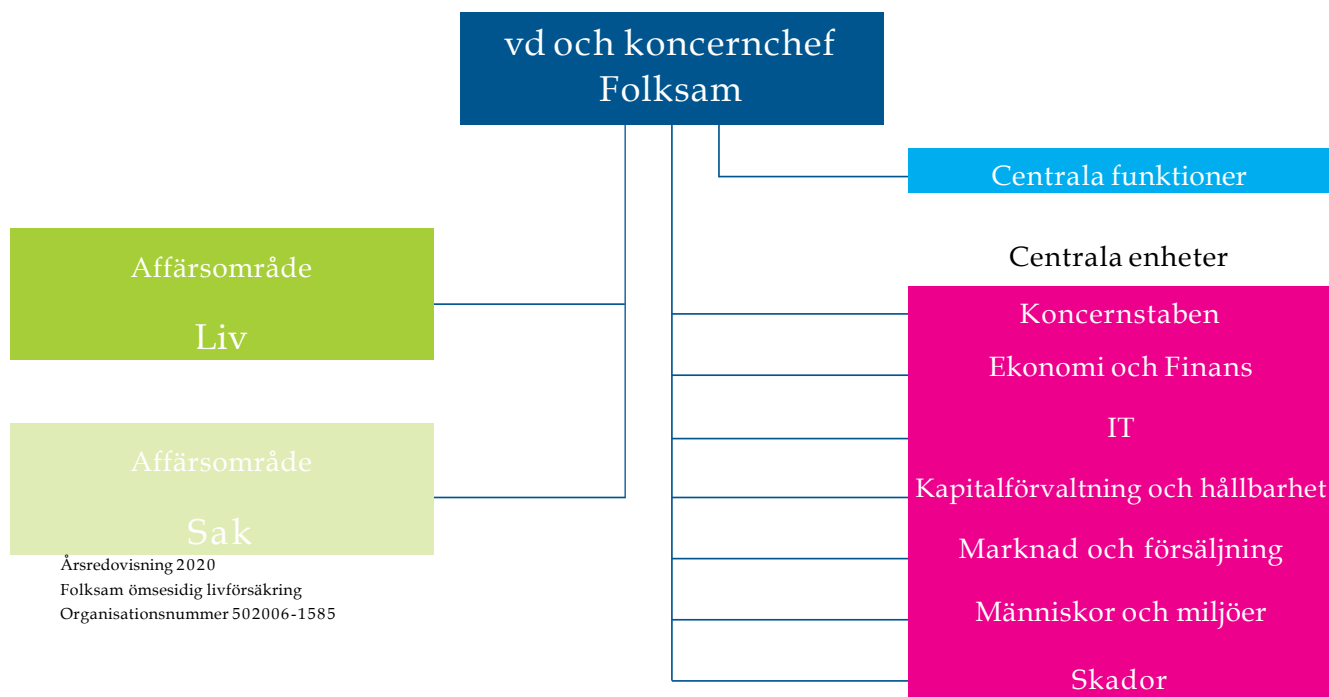 vd och koncernchef
Folksam
Centrala funktioner
Affärsområde
Liv
Affärsområde
Sak
Centrala enheter
Koncernstaben
Ekonomi och Finans
IT
Kapitalförvaltning och hållbarhet
Marknad och försäljning
Människor och miljöer
Skador
Årsredovisning 2020
Folksam ömsesidig livförsäkring
Organisationsnummer 502006-1585